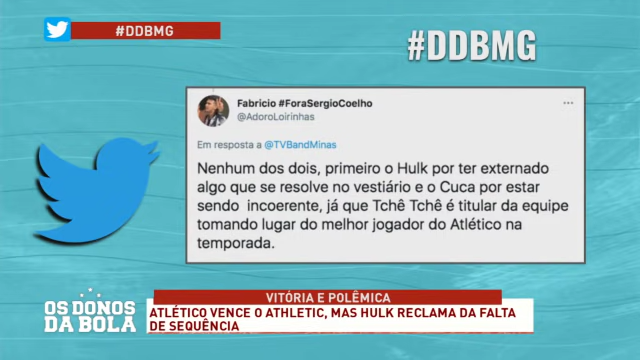 #DDBMG
#DDBMG
Fabricio #ForaSergioCoelho
@AdoroLoirinhas
Em resposta a @TVBandMinas
Nenhum dos dois, primeiro o Hulk por ter externado
algo que se resolve no vestiário e o Cuca por estar
sendo incoerente, já que Tchê Tchê é titular da equipe
tomando lugar do melhor jogador do Atlético na
temporada.
VITÓRIA E POLÊMICA
OS DONOS
DA BOLA
ATLÉTICO VENCE O ATHLETIC, MAS HULK RECLAMA DA FALTA
DE SEQUÊNCIA